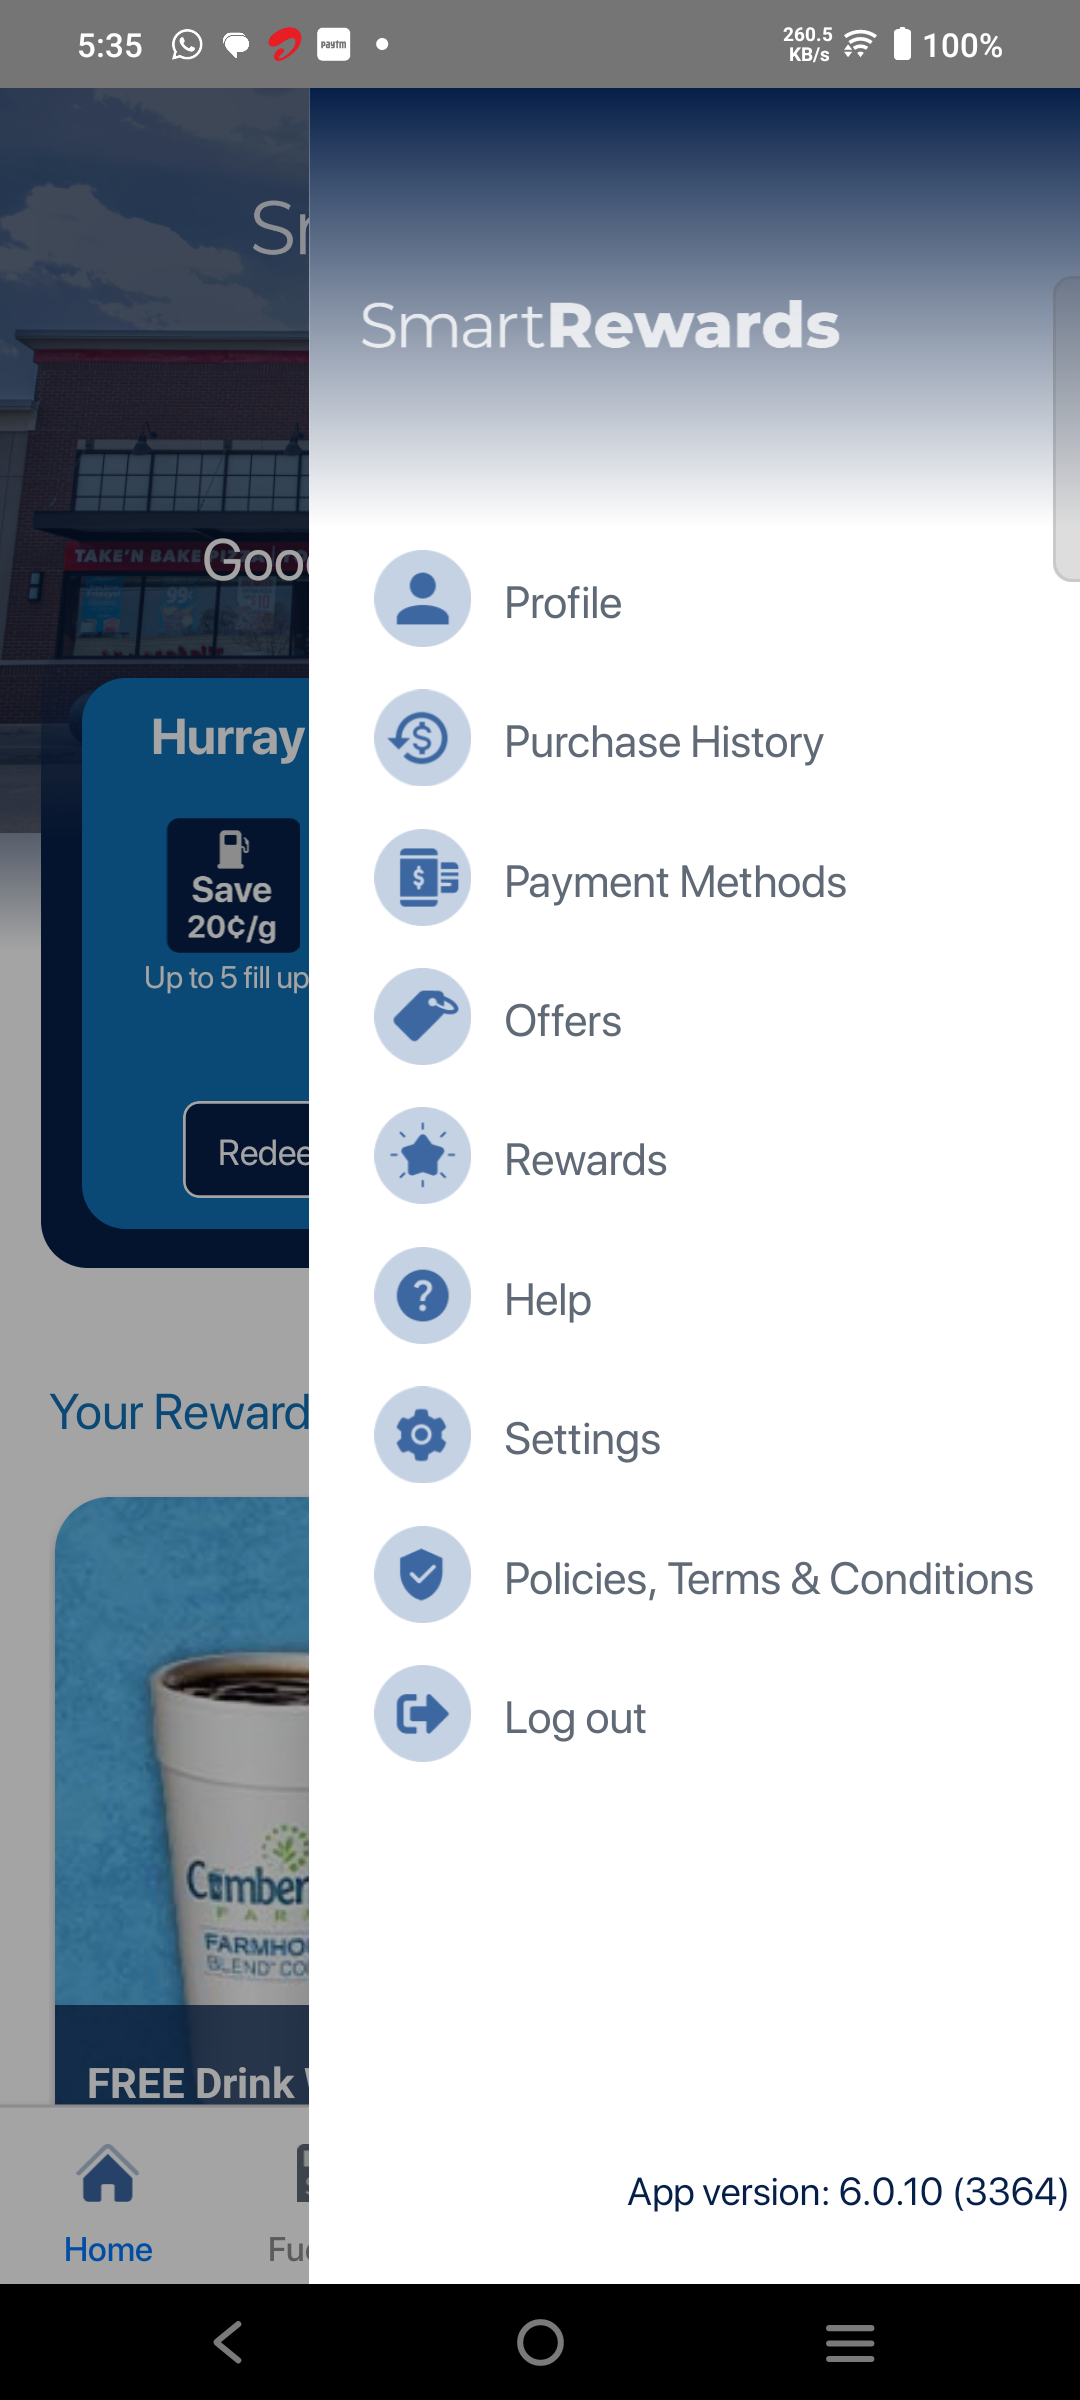 5:35
paytm
260.5
KB/s
100%
SmartRewards
TAKE'N BAKE PIZZA
99¢
Goo
Hurray
Save
20¢/g
Up to 5 fill up
Redee
Your Reward
Cumber
FAR
FARMHO
BLEND CO
FREE Drink
Home
Fu
Profile
Purchase History
Payment Methods
Offers
Rewards
Help
Settings
Policies, Terms & Conditions
Log out
App version: 6.0.10 (3364)